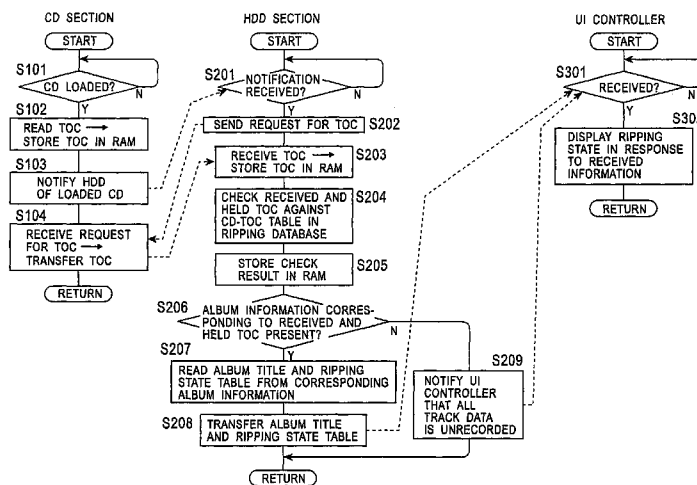 CD SECTION
START
S101
CD LOADED?
N
Y
S102
READ TOC →
STORE TOC IN RAM
S103
NOTIFY HDD
OF LOADED CD
S104
RECEIVE REQUEST
FOR TOC →
TRANSFER TOC
RETURN
HDD SECTION
START
S201
NOTIFICATION
RECEIVED?
N
Y
SEND REQUEST FOR TOC
S202
RECEIVE TOC →
STORE TOC IN RAM
S203
CHECK RECEIVED AND
HELD TOC AGAINST
CD-TOC TABLE IN
RIPPING DATABASE
S204
STORE CHECK
RESULT IN RAM
S205
S206
ALBUM INFORMATION CORRES-
PONDING TO RECEIVED AND
HELD TOC PRESENT?
N
Y
S207
READ ALBUM TITLE AND RIPPING
STATE TABLE FROM CORRESPONDING
ALBUM INFORMATION
S208
TRANSFER ALBUM TITLE
AND RIPPING STATE TABLE
S209
NOTIFY UI
CONTROLLER
THAT ALL
TRACK DATA
IS UNRECORDED
RETURN
UI CONTROLLER
START
S301
RECEIVED?
N
Y
S30
DISPLAY RIPPING
STATE IN RESPONSE
TO RECEIVED
INFORMATION
RETURN